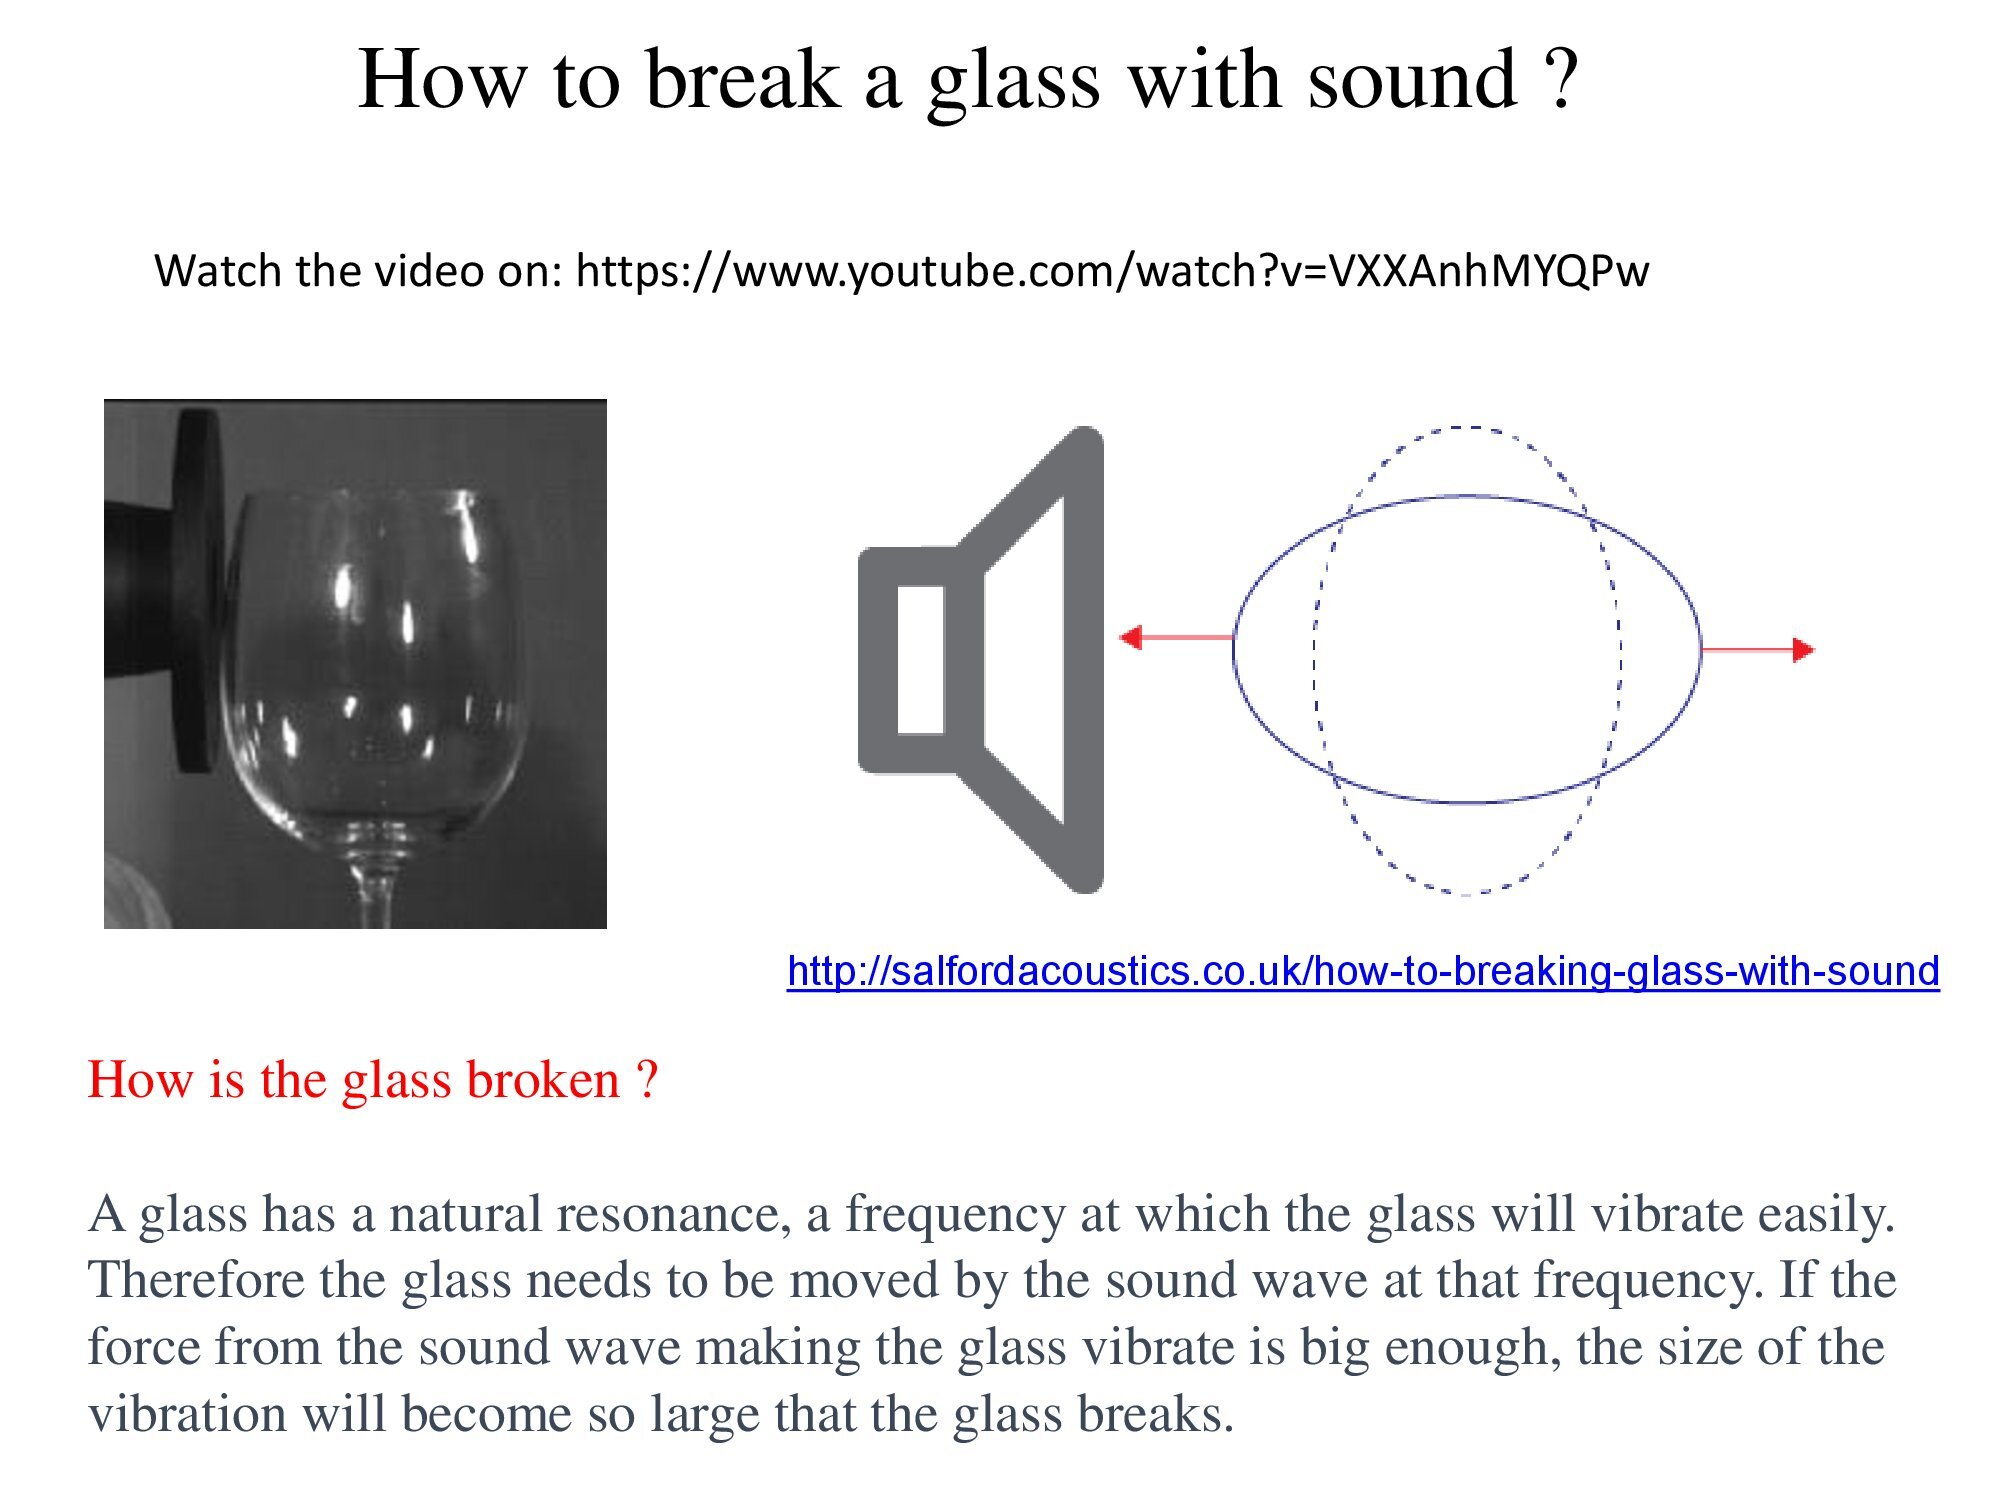 How to break a glass with sound ?
Watch the video on: https://www.youtube.com/watch?v=VXXAnhMYQPw
http://salfordacoustics.co.uk/how-to-breaking-glass-with-sound
How is the glass broken ?
A glass has a natural resonance, a frequency at which the glass will vibrate easily.
Therefore the glass needs to be moved by the sound wave at that frequency. If the
force from the sound wave making the glass vibrate is big enough, the size of the
vibration will become so large that the glass breaks.